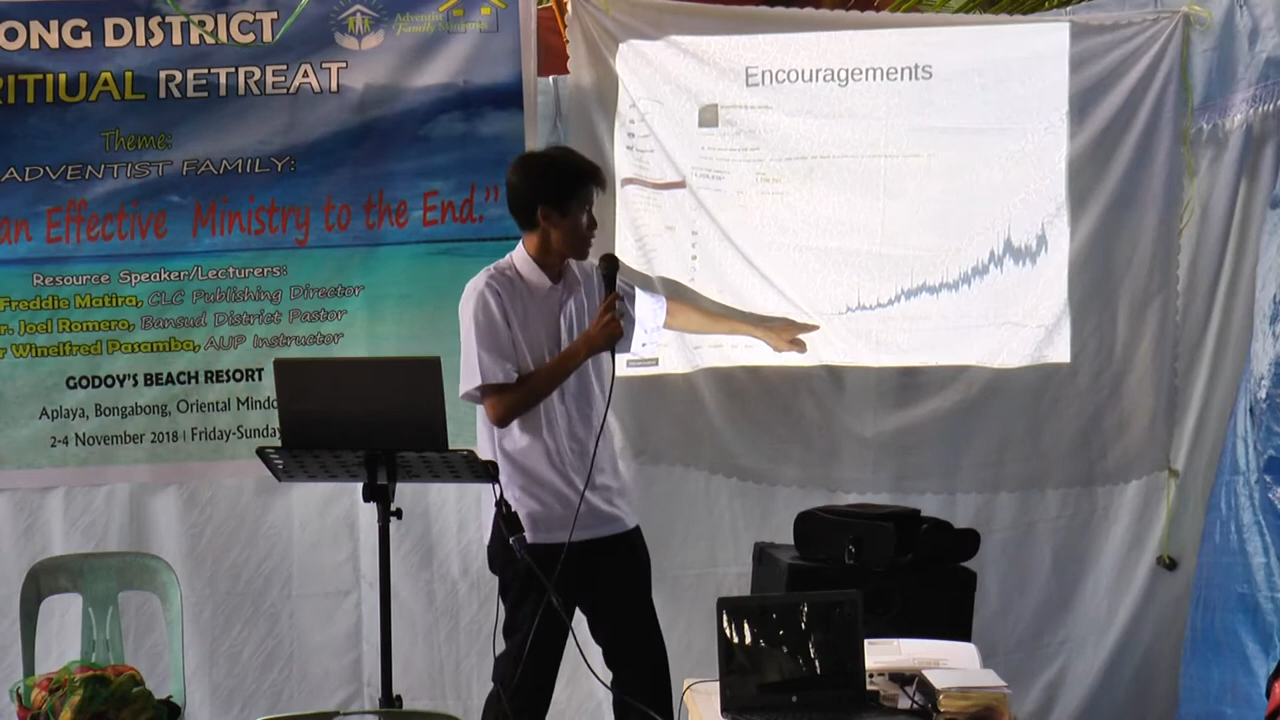 ONG DISTRICT
RITIUAL RETREAT
Adventist
Family Ministries
Theme:
ADVENTIST FAMILY:
an Effective Ministry to the End."
Resource Speaker/Lecturers:
Freddie Matira, CLC Publishing Director
r. Joel Romero, Bansud District Pastor
r Winelfred Pasamba, AUP Instructor
GODOY'S BEACH RESORT
Aplaya, Bongabong, Oriental Mindo
2-4 November 2018 | Friday-Sunday
Encouragements